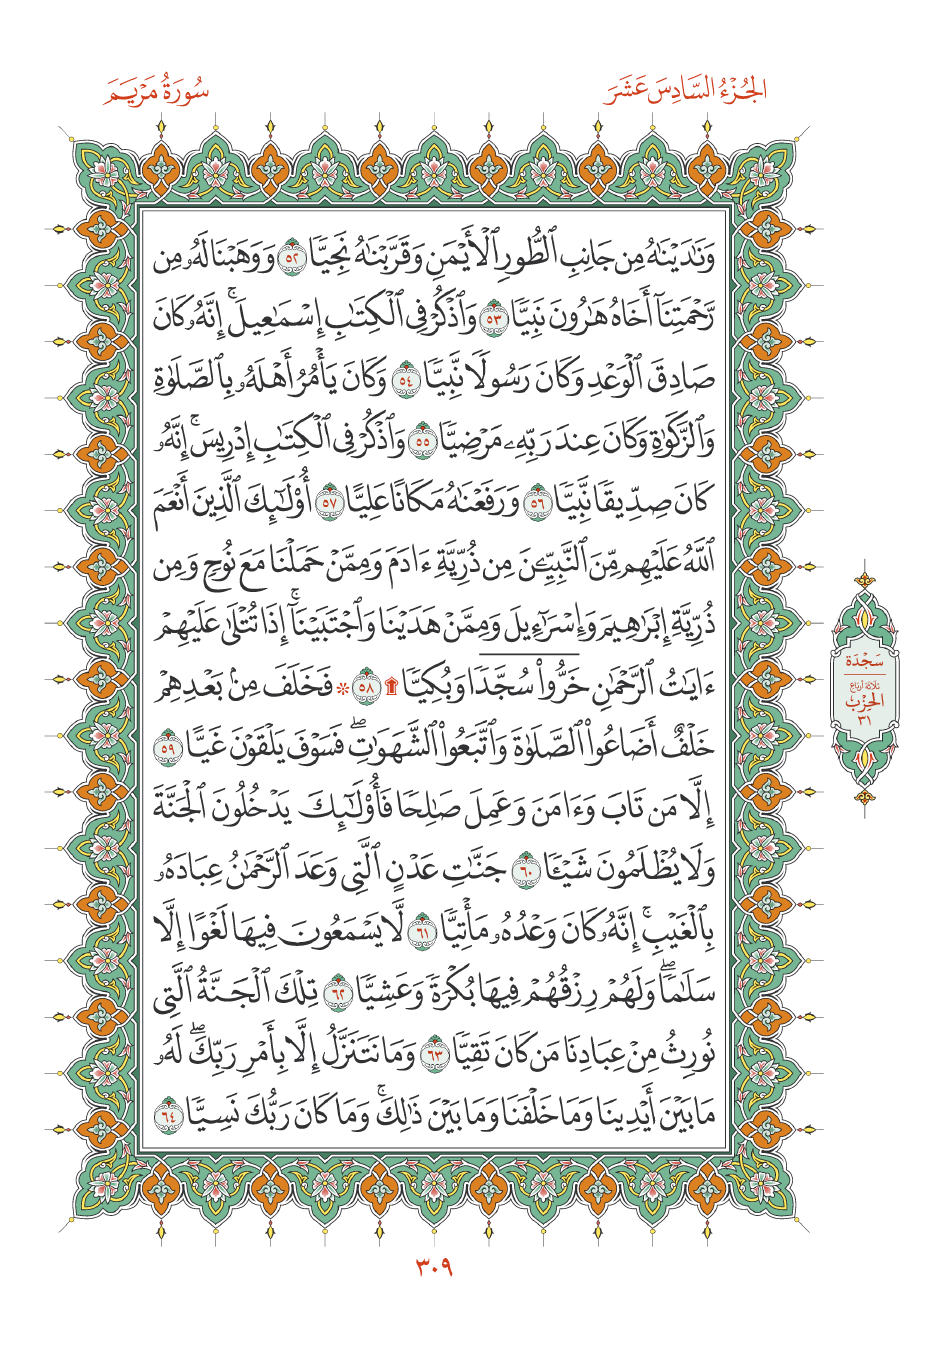 الجُزْءُ السَّادِسَ عَشَرَ
سُورَةُ مَرْيَمَ
وَنَٰدَيْنَٰهُ مِن جَانِبِ ٱلطُّورِ ٱلْأَيْمَنِ وَقَرَّبْنَٰهُ نَجِيًّا ٥٢ وَوَهَبْنَا لَهُۥ مِن
رَّحْمَتِنَآ أَخَاهُ هَٰرُونَ نَبِيًّا ٥٣ وَٱذْكُرْ فِى ٱلْكِتَٰبِ إِسْمَٰعِيلَ ۚ إِنَّهُۥ كَانَ
صَادِقَ ٱلْوَعْدِ وَكَانَ رَسُولًا نَّبِيًّا ٥٤ وَكَانَ يَأْمُرُ أَهْلَهُۥ بِٱلصَّلَوٰةِ
وَٱلزَّكَوٰةِ وَكَانَ عِندَ رَبِّهِۦ مَرْضِيًّا ٥٥ وَٱذْكُرْ فِى ٱلْكِتَٰبِ إِدْرِيسَ ۚ إِنَّهُۥ
كَانَ صِدِّيقًا نَّبِيًّا ٥٦ وَرَفَعْنَٰهُ مَكَانًا عَلِيًّا ٥٧ أُو۟لَٰٓئِكَ ٱلَّذِينَ أَنْعَمَ
ٱللَّهُ عَلَيْهِم مِّنَ ٱلنَّبِيِّـۧنَ مِن ذُرِّيَّةِ ءَادَمَ وَمِمَّنْ حَمَلْنَا مَعَ نُوحٍ وَمِن
ذُرِّيَّةِ إِبْرَٰهِيمَ وَإِسْرَٰٓءِيلَ وَمِمَّنْ هَدَيْنَا وَٱجْتَبَيْنَآ ۚ إِذَا تُتْلَىٰ عَلَيْهِمْ
ءَايَٰتُ ٱلرَّحْمَٰنِ خَرُّوا۟ سُجَّدًا وَبُكِيًّا ۩ ٥٨ ۞ فَخَلَفَ مِنۢ بَعْدِهِمْ
خَلْفٌ أَضَاعُوا۟ ٱلصَّلَوٰةَ وَٱتَّبَعُوا۟ ٱلشَّهَوَٰتِ ۖ فَسَوْفَ يَلْقَوْنَ غَيًّا ٥٩
إِلَّا مَن تَابَ وَءَامَنَ وَعَمِلَ صَٰلِحًا فَأُو۟لَٰٓئِكَ يَدْخُلُونَ ٱلْجَنَّةَ
وَلَا يُظْلَمُونَ شَيْـًٔا ٦٠ جَنَّٰتِ عَدْنٍ ٱلَّتِى وَعَدَ ٱلرَّحْمَٰنُ عِبَادَهُۥ
بِٱلْغَيْبِ ۚ إِنَّهُۥ كَانَ وَعْدُهُۥ مَأْتِيًّا ٦١ لَّا يَسْمَعُونَ فِيهَا لَغْوًا إِلَّا
سَلَٰمًا ۖ وَلَهُمْ رِزْقُهُمْ فِيهَا بُكْرَةً وَعَشِيًّا ٦٢ تِلْكَ ٱلْجَنَّةُ ٱلَّتِى
نُورِثُ مِنْ عِبَادِنَا مَن كَانَ تَقِيًّا ٦٣ وَمَا نَتَنَزَّلُ إِلَّا بِأَمْرِ رَبِّكَ ۖ لَهُۥ
مَا بَيْنَ أَيْدِينَا وَمَا خَلْفَنَا وَمَا بَيْنَ ذَٰلِكَ ۚ وَمَا كَانَ رَبُّكَ نَسِيًّا ٦٤
سَجْدَة
ثلاثة أرباع
الحِزْبُ
٣١
٣٠٩